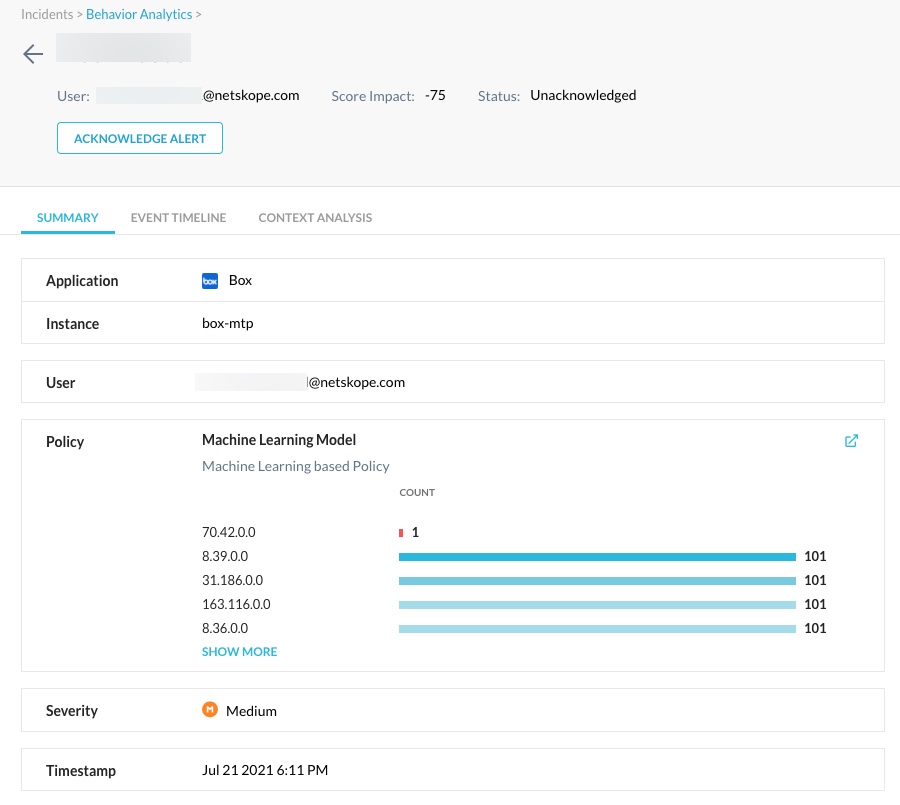 Incidents > Behavior Analytics >
User: @netskope.com Score Impact: -75 Status: Unacknowledged
ACKNOWLEDGE ALERT
SUMMARY EVENT TIMELINE CONTEXT ANALYSIS
Application box Box
Instance box-mtp
User @netskope.com
Policy Machine Learning Model
Machine Learning based Policy
COUNT
70.42.0.0 1
8.39.0.0 101
31.186.0.0 101
163.116.0.0 101
8.36.0.0 101
SHOW MORE
Severity M Medium
Timestamp Jul 21 2021 6:11 PM